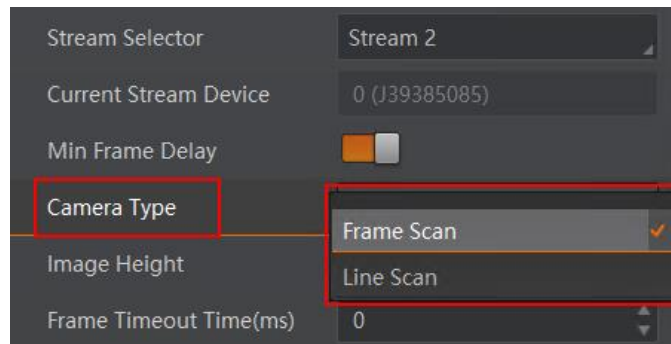 Stream Selector Stream 2
Current Stream Device 0 (J39385085)
Min Frame Delay
Camera Type
Frame Scan
Image Height
Line Scan
Frame Timeout Time(ms) 0